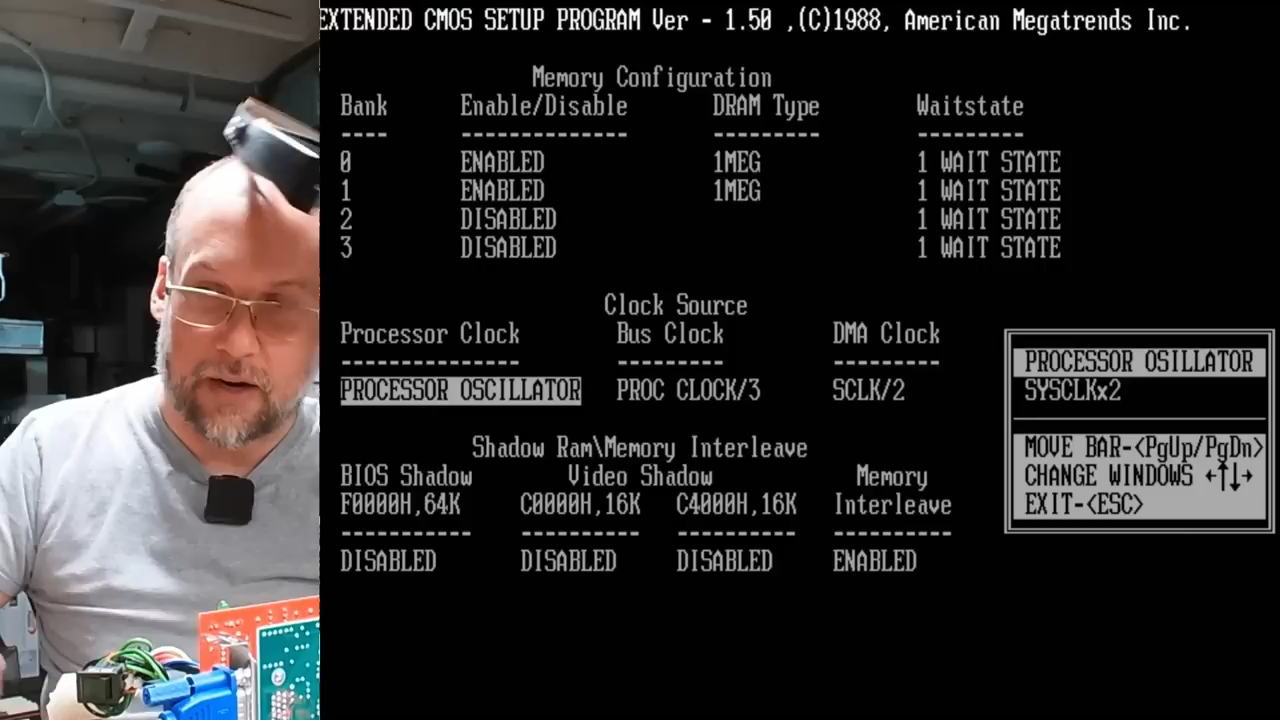 EXTENDED CMOS SETUP PROGRAM Ver - 1.50 ,(C)1988, American Megatrends Inc.
Memory Configuration
Bank Enable/Disable DRAM Type Waitstate
---- -------------- --------- ---------
0 ENABLED 1MEG 1 WAIT STATE
1 ENABLED 1MEG 1 WAIT STATE
2 DISABLED 1 WAIT STATE
3 DISABLED 1 WAIT STATE
Clock Source
Processor Clock Bus Clock DMA Clock
--------------- --------- ---------
PROCESSOR OSCILLATOR PROC CLOCK/3 SCLK/2
Shadow Ram\Memory Interleave
BIOS Shadow Video Shadow Memory
F0000H,64K C0000H,16K C4000H,16K Interleave
----------- ---------- ---------- ----------
DISABLED DISABLED DISABLED ENABLED
PROCESSOR OSILLATOR
SYSCLKx2
MOVE BAR-<PgUp/PgDn>
CHANGE WINDOWS ←↑↓→
EXIT-<ESC>